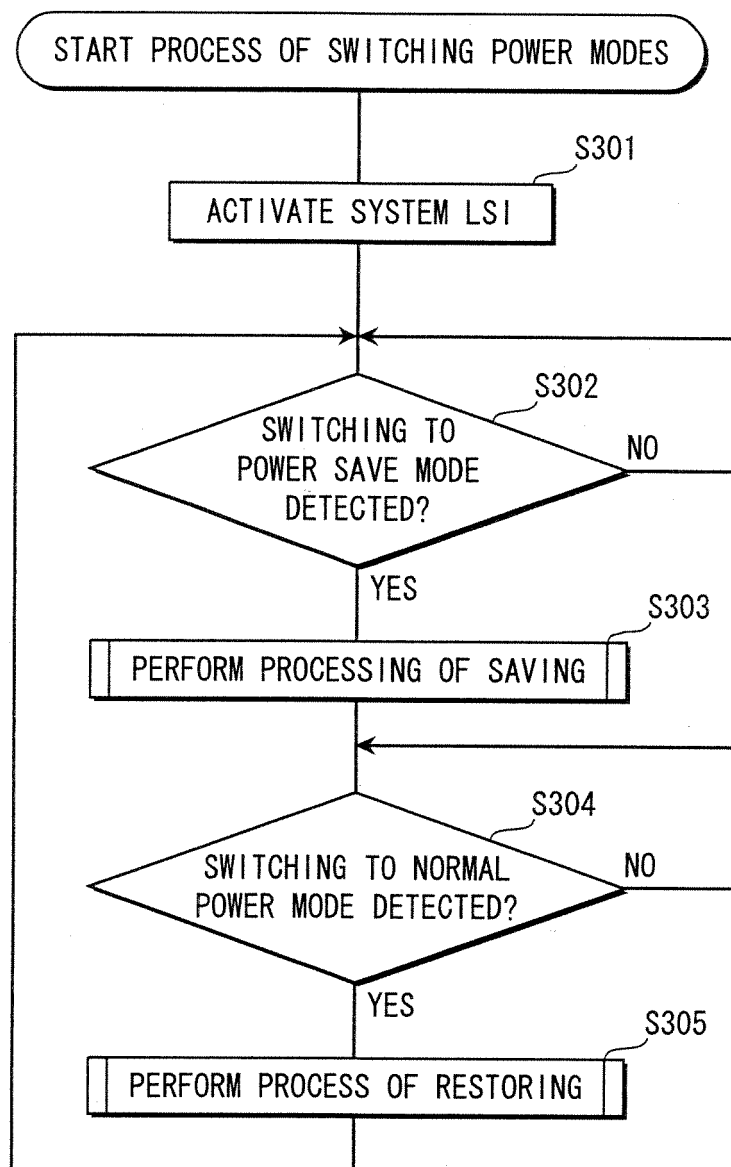 START PROCESS OF SWITCHING POWER MODES
S301
ACTIVATE SYSTEM LSI
S302
SWITCHING TO
POWER SAVE MODE
DETECTED?
NO
YES
S303
PERFORM PROCESSING OF SAVING
S304
SWITCHING TO NORMAL
POWER MODE DETECTED?
NO
YES
S305
PERFORM PROCESS OF RESTORING